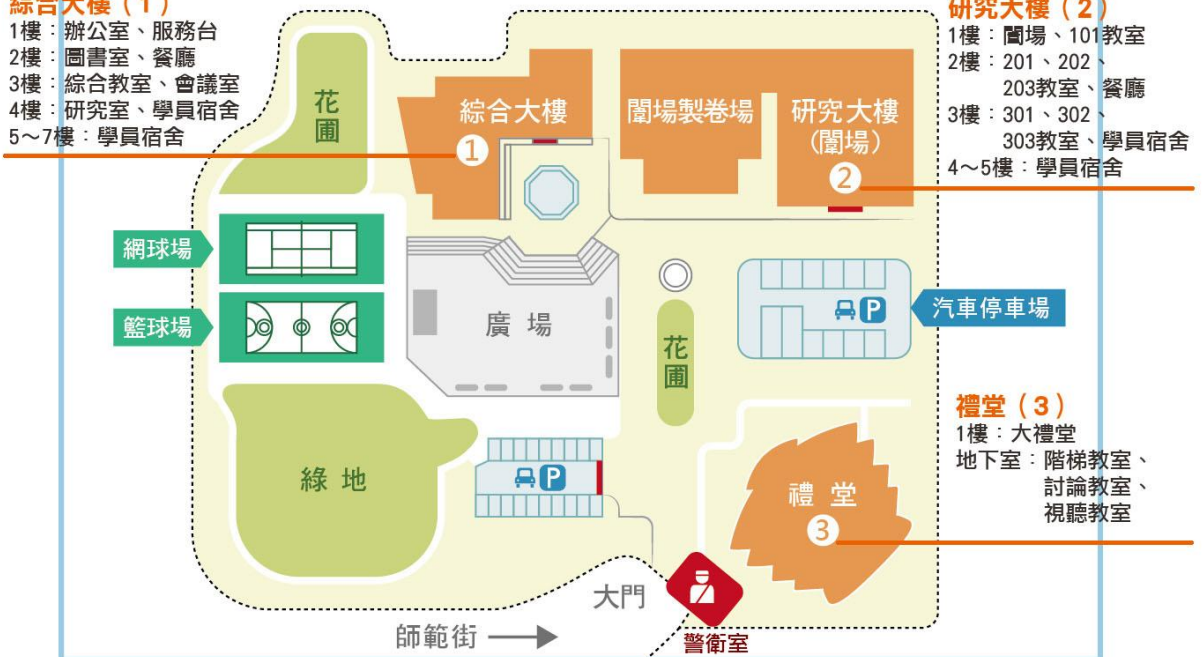 綜合大樓（1）
1樓：辦公室、服務台
2樓：圖書室、餐廳
3樓：綜合教室、會議室
4樓：研究室、學員宿舍
5～7樓：學員宿舍
研究大樓（2）
1樓：闈場、101教室
2樓：201、202、
203教室、餐廳
3樓：301、302、
303教室、學員宿舍
4～5樓：學員宿舍
花圃
綜合大樓
1
闈場製卷場
研究大樓
(闈場)
2
網球場
籃球場
廣場
花圃
P
汽車停車場
禮堂（3）
1樓：大禮堂
地下室：階梯教室、
討論教室、
視聽教室
綠地
P
禮堂
3
大門
師範街
警衛室